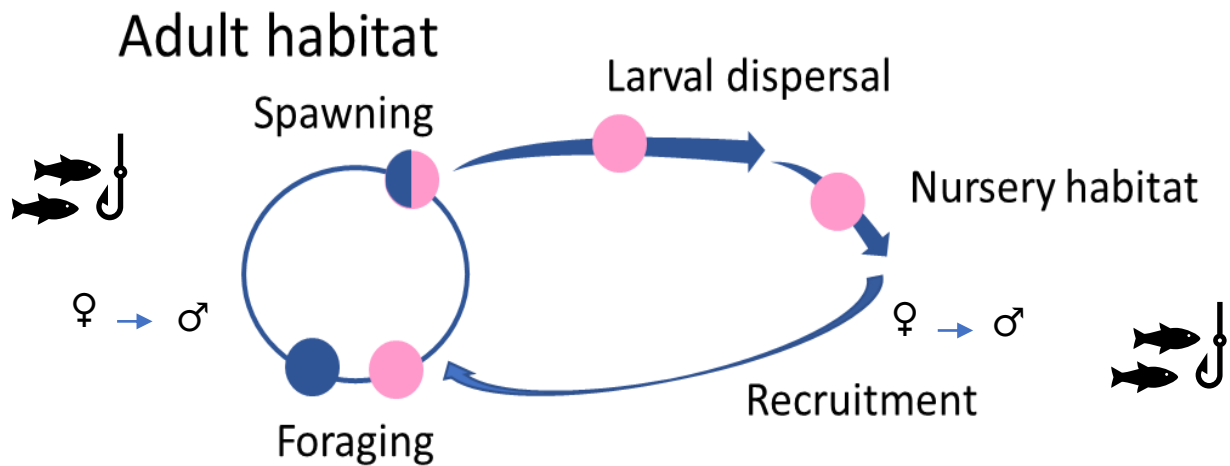 Adult habitat
Spawning
Larval dispersal
Nursery habitat
♀ → ♂
♀ → ♂
Recruitment
Foraging